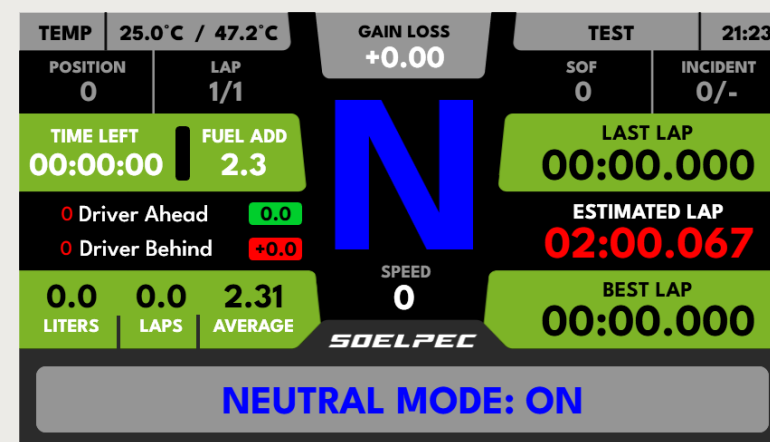 TEMP 25.0°C / 47.2°C GAIN LOSS TEST 21:23
+0.00
POSITION LAP SOF INCIDENT
0 1/1 0 0/-
TIME LEFT FUEL ADD LAST LAP
00:00:00 2.3 N 00:00.000
0 Driver Ahead 0.0 ESTIMATED LAP
0 Driver Behind +0.0 02:00.067
SPEED
0.0 0.0 2.31 0 BEST LAP
LITERS LAPS AVERAGE 00:00.000
SOELPEC
NEUTRAL MODE: ON